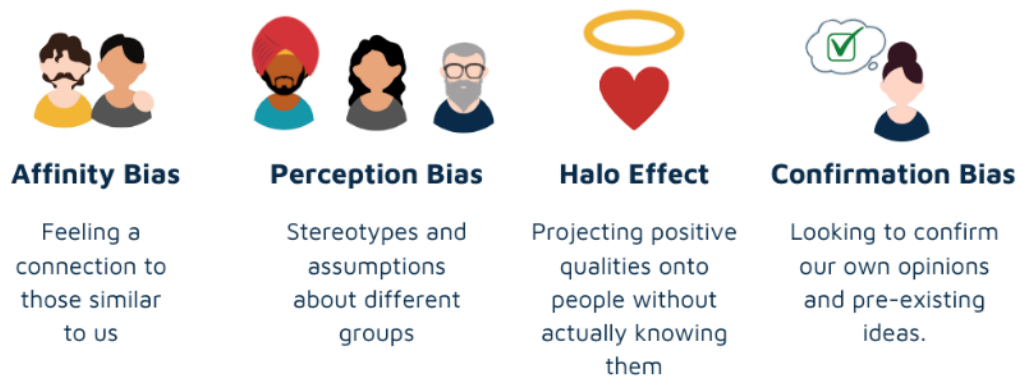 Affinity Bias
Feeling a
connection to
those similar
to us
Perception Bias
Stereotypes and
assumptions
about different
groups
Halo Effect
Projecting positive
qualities onto
people without
actually knowing
them
Confirmation Bias
Looking to confirm
our own opinions
and pre-existing
ideas.